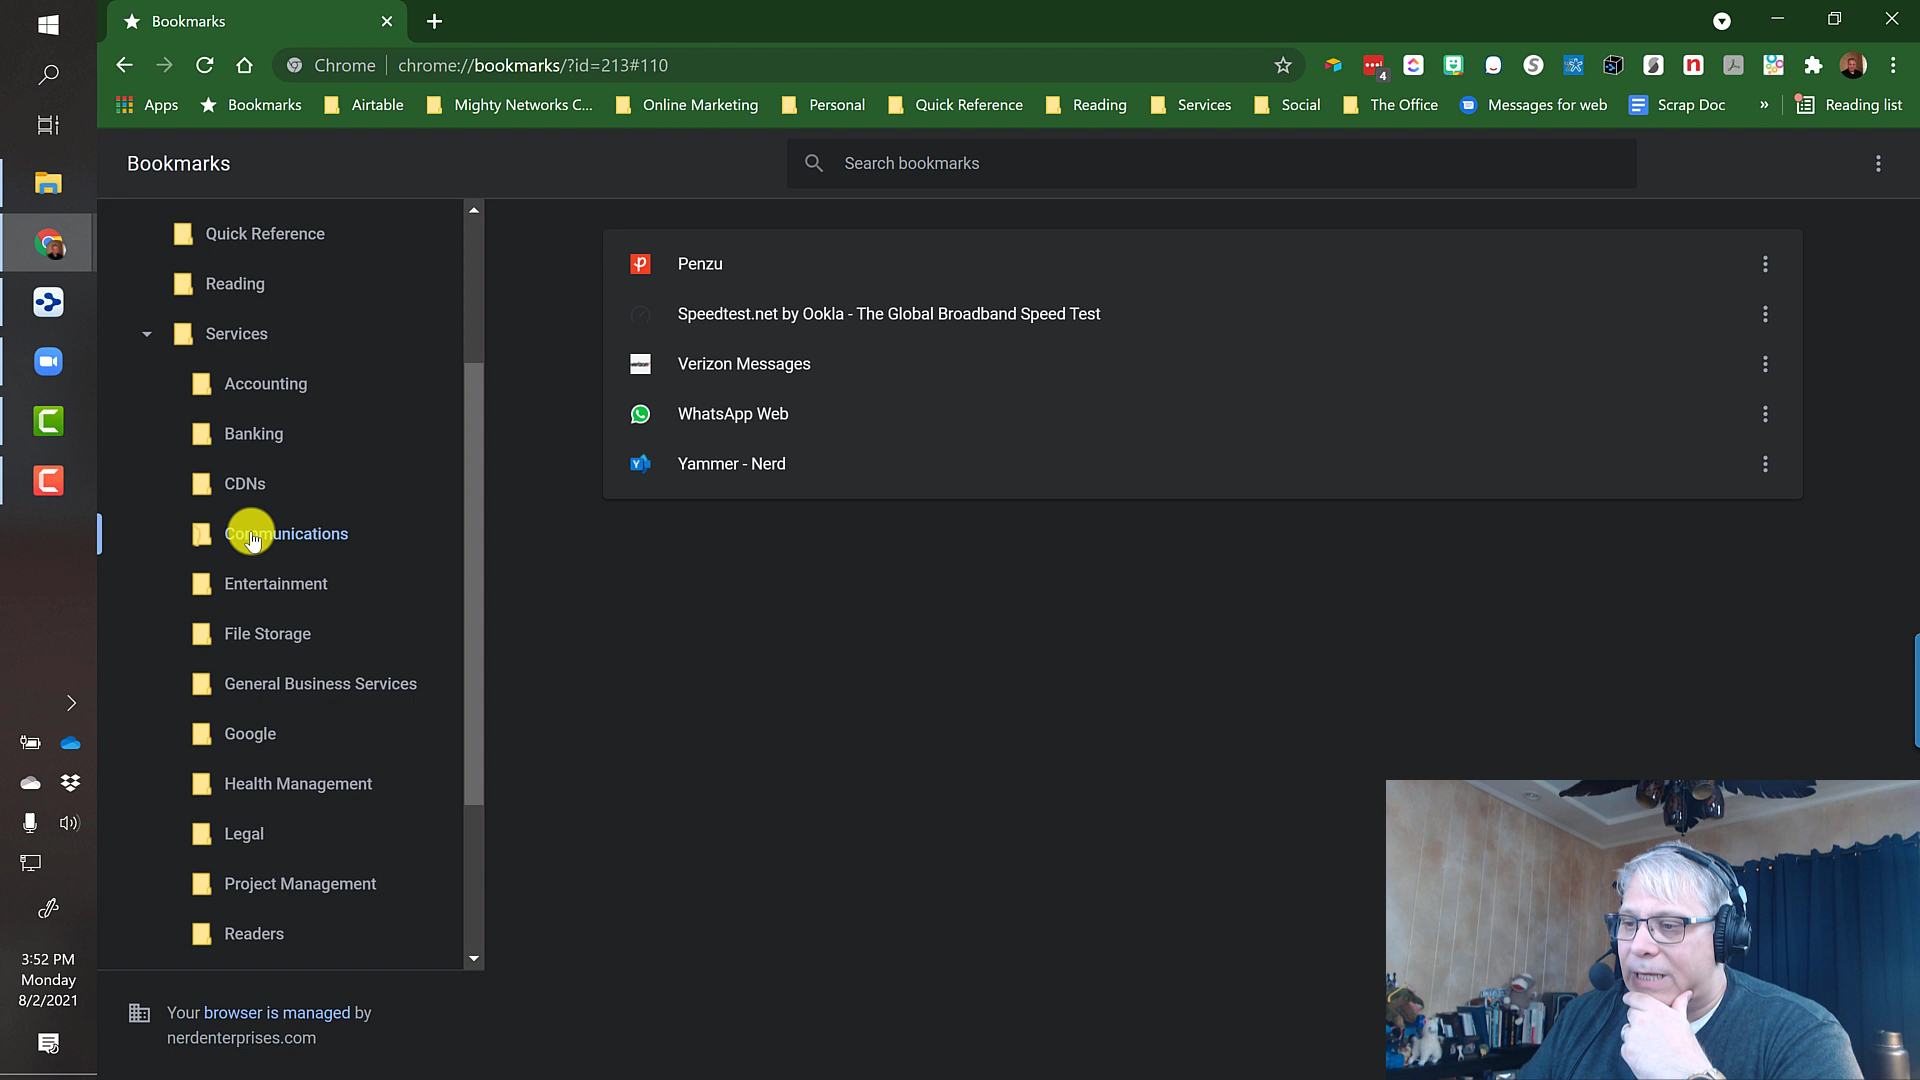 Bookmarks
Chrome
chrome://bookmarks/?id=213#110
4
Apps
Bookmarks
Airtable
Mighty Networks C...
Online Marketing
Personal
Quick Reference
Reading
Services
Social
The Office
Messages for web
Scrap Doc
»
Reading list
Bookmarks
Search bookmarks
Quick Reference
Reading
Services
Accounting
Banking
CDNs
Communications
Entertainment
File Storage
General Business Services
Google
Health Management
Legal
Project Management
Readers
Penzu
Speedtest.net by Ookla - The Global Broadband Speed Test
Verizon Messages
WhatsApp Web
Yammer - Nerd
Your browser is managed by
nerdenterprises.com
3:52 PM
Monday
8/2/2021